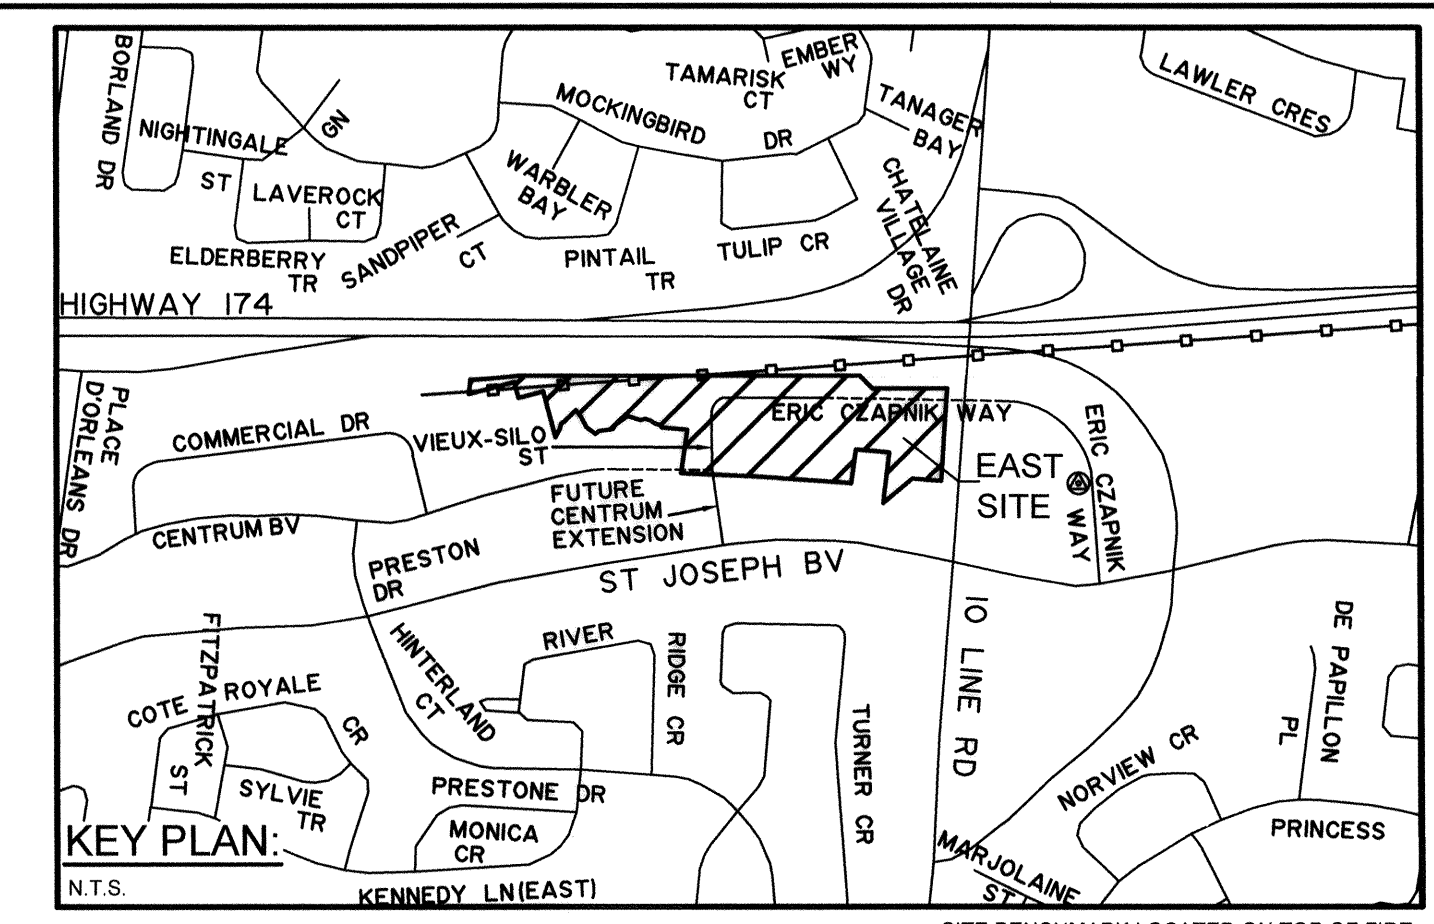 BORLAND DR
NIGHTINGALE
ST
GN
LAVEROCK
CT
ELDERBERRY
TR
SANDPIPER
CT
MOCKINGBIRD
DR
WARBLER
BAY
PINTAIL
TR
TAMARISK
CT
EMBER
WY
TANAGER
BAY
TULIP CR
CHATELAINE
VILLAGE
DR
LAWLER CRES
HIGHWAY 174
PLACE
D'ORLEANS DR
COMMERCIAL DR
VIEUX-SILO
ST
ERIC CZAPNIK WAY
EAST
SITE
ERIC CZAPNIK
WAY
CENTRUM BV
FUTURE
CENTRUM
EXTENSION
PRESTON
DR
ST JOSEPH BV
10 LINE RD
FITZPATRICK
ST
COTE ROYALE
CR
SYLVIE
TR
HINTERLAND
CT
RIVER
RIDGE CR
PRESTONE DR
MONICA
CR
TURNER CR
NORVIEW CR
DE PAPILLON
PL
PRINCESS
MARJOLAINE
ST
KENNEDY LN(EAST)
KEY PLAN:
N.T.S.